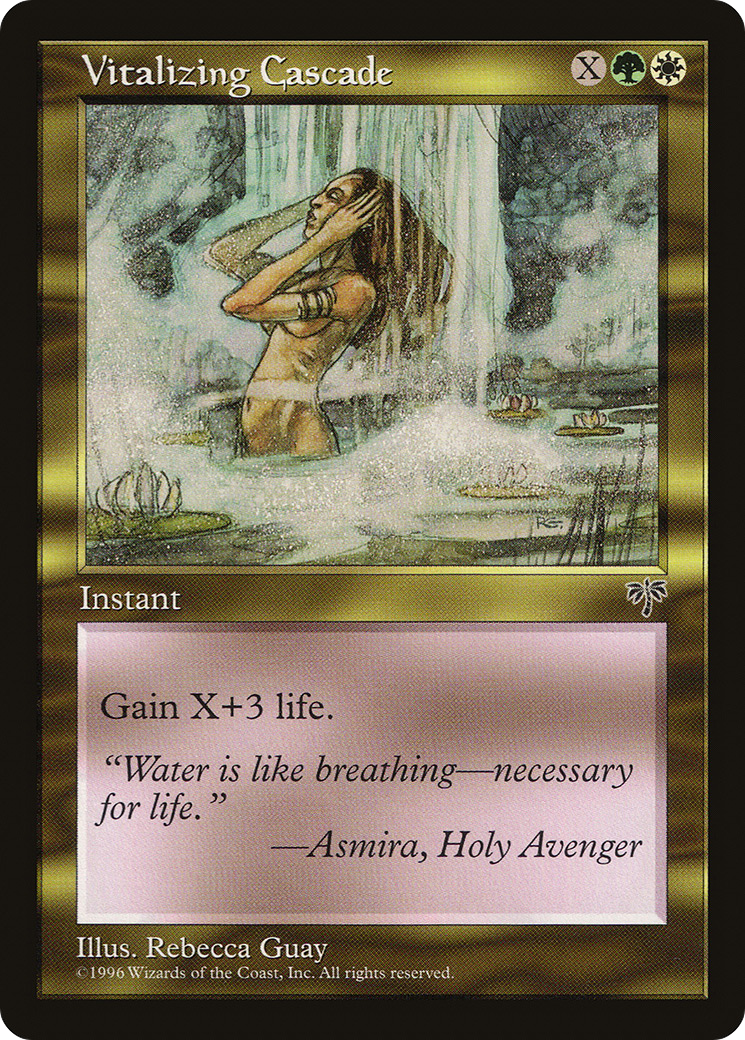 Vitalizing Cascade X
RG.
Instant
Gain X+3 life.
“Water is like breathing—necessary
for life.”
—Asmira, Holy Avenger
Illus. Rebecca Guay
©1996 Wizards of the Coast, Inc. All rights reserved.